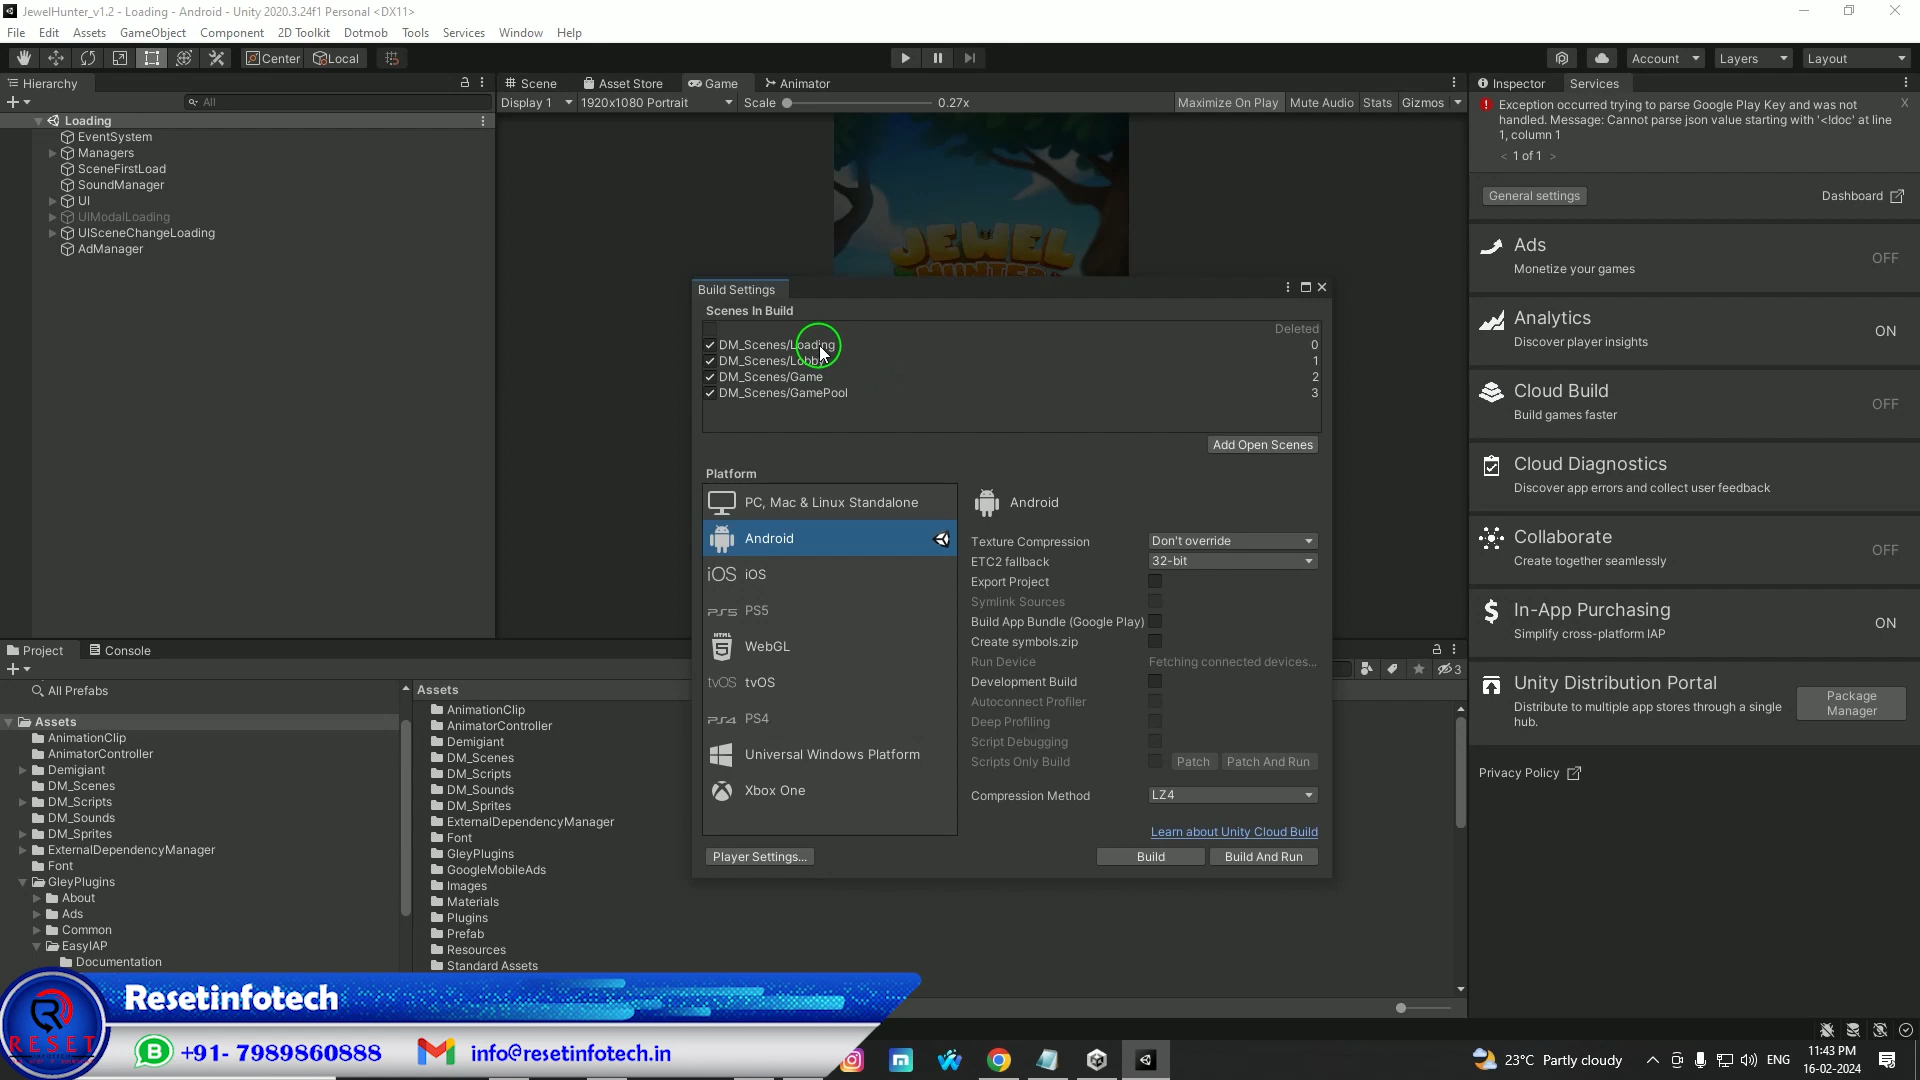 JewelHunter_v1.2 - Loading - Android - Unity 2020.3.24f1 Personal <DX11>
File Edit Assets GameObject Component 2D Toolkit Dotmob Tools Services Window Help
Center Local Account Layers Layout
Hierarchy
All
Loading
EventSystem
Managers
SceneFirstLoad
SoundManager
UI
UIModalLoading
UISceneChangeLoading
AdManager
Scene Asset Store Game Animator
Display 1 1920x1080 Portrait Scale 0.27x Maximize On Play Mute Audio Stats Gizmos
JEWEL
HUNTER
Build Settings
Scenes In Build
Deleted
DM_Scenes/Loading 0
DM_Scenes/Lobby 1
DM_Scenes/Game 2
DM_Scenes/GamePool 3
Add Open Scenes
Platform
PC, Mac & Linux Standalone
Android
iOS iOS
PS5 PS5
HTML WebGL
tvOS tvOS
PS4 PS4
Universal Windows Platform
Xbox One
Android
Texture Compression Don't override
ETC2 fallback 32-bit
Export Project
Symlink Sources
Build App Bundle (Google Play)
Create symbols.zip
Run Device Fetching connected devices...
Development Build
Autoconnect Profiler
Deep Profiling
Script Debugging
Scripts Only Build Patch Patch And Run
Compression Method LZ4
Learn about Unity Cloud Build
Player Settings... Build Build And Run
Inspector Services
Exception occurred trying to parse Google Play Key and was not
handled. Message: Cannot parse json value starting with '<!doc' at line
1, column 1
< 1 of 1 >
X
General settings Dashboard
Ads
Monetize your games
OFF
Analytics
Discover player insights
ON
Cloud Build
Build games faster
OFF
Cloud Diagnostics
Discover app errors and collect user feedback
Collaborate
Create together seamlessly
OFF
In-App Purchasing
Simplify cross-platform IAP
ON
Unity Distribution Portal
Distribute to multiple app stores through a single
hub.
Package
Manager
Privacy Policy
Project Console
3
All Prefabs
Assets
AnimationClip
AnimatorController
Demigiant
DM_Scenes
DM_Scripts
DM_Sounds
DM_Sprites
ExternalDependencyManager
Font
GleyPlugins
About
Ads
Common
EasyIAP
Documentation
Assets
AnimationClip
AnimatorController
Demigiant
DM_Scenes
DM_Scripts
DM_Sounds
DM_Sprites
ExternalDependencyManager
Font
GleyPlugins
GoogleMobileAds
Images
Materials
Plugins
Prefab
Resources
Standard Assets
Resetinfotech
RESET
+91- 7989860888 info@resetinfotech.in
23°C Partly cloudy ENG 11:43 PM
16-02-2024